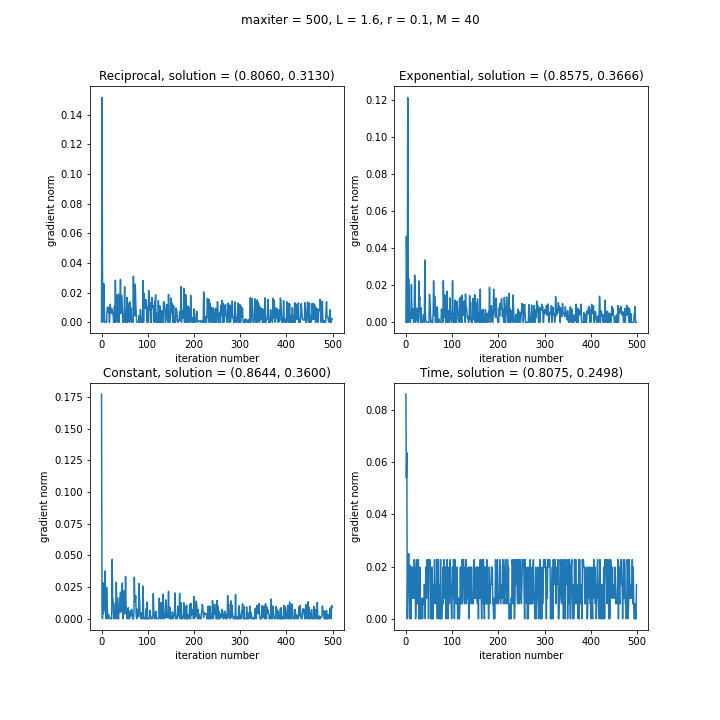 maxiter = 500, L = 1.6, r = 0.1, M = 40
Reciprocal, solution = (0.8060, 0.3130)
0.14
0.12
0.10
0.08
0.06
0.04
0.02
0.00
gradient norm
0 100 200 300 400 500
iteration number
Exponential, solution = (0.8575, 0.3666)
0.12
0.10
0.08
0.06
0.04
0.02
0.00
gradient norm
0 100 200 300 400 500
iteration number
Constant, solution = (0.8644, 0.3600)
0.175
0.150
0.125
0.100
0.075
0.050
0.025
0.000
gradient norm
0 100 200 300 400 500
iteration number
Time, solution = (0.8075, 0.2498)
0.08
0.06
0.04
0.02
0.00
gradient norm
0 100 200 300 400 500
iteration number